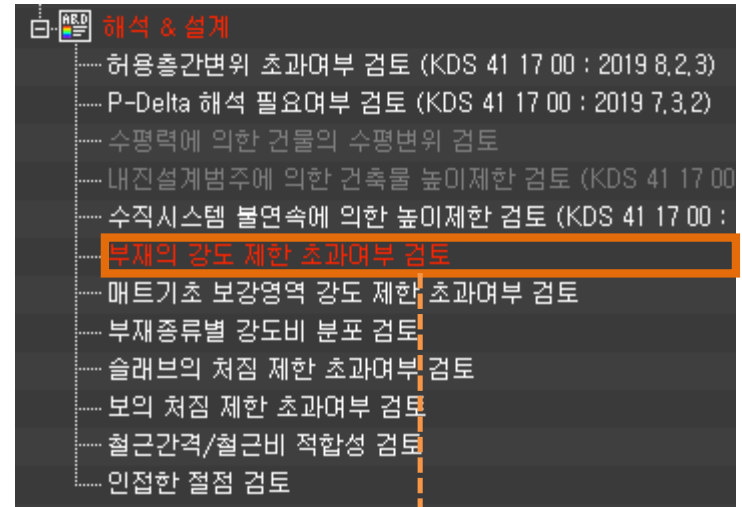 해석 & 설계
허용층간변위 초과여부 검토 (KDS 41 17 00 : 2019 8,2,3)
P-Delta 해석 필요여부 검토 (KDS 41 17 00 : 2019 7,3,2)
수평력에 의한 건물의 수평변위 검토
내진설계범주에 의한 건축물 높이제한 검토 (KDS 41 17 00
수직시스템 불연속에 의한 높이제한 검토 (KDS 41 17 00 :
부재의 강도 제한 초과여부 검토
매트기초 보강영역 강도 제한 초과여부 검토
부재종류별 강도비 분포 검토
슬래브의 처짐 제한 초과여부 검토
보의 처짐 제한 초과여부 검토
철근간격/철근비 적합성 검토
인접한 절점 검토